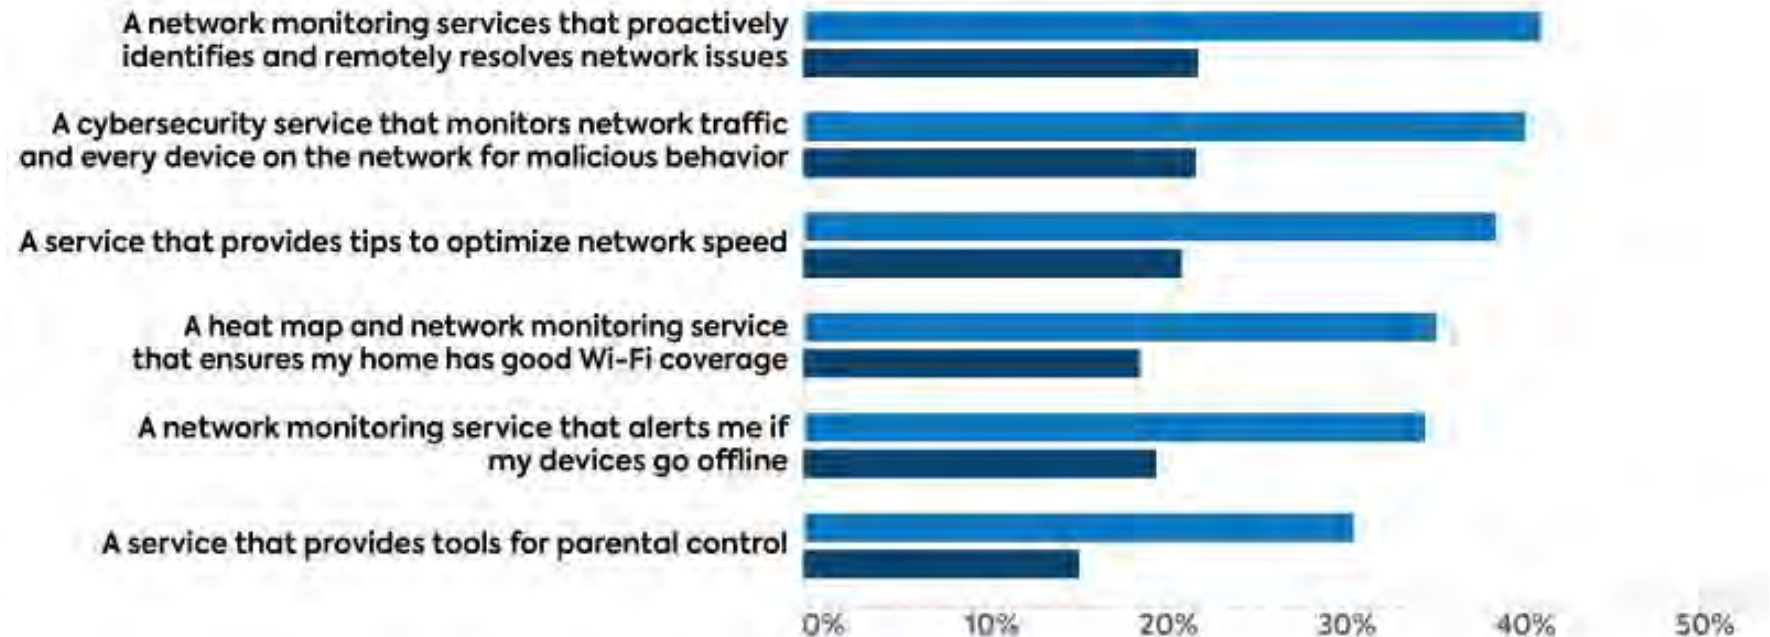 A network monitoring services that proactively
identifies and remotely resolves network issues
A cybersecurity service that monitors network traffic
and every device on the network for malicious behavior
A service that provides tips to optimize network speed
A heat map and network monitoring service
that ensures my home has good Wi-Fi coverage
A network monitoring service that alerts me if
my devices go offline
A service that provides tools for parental control
0% 10% 20% 30% 40% 50%